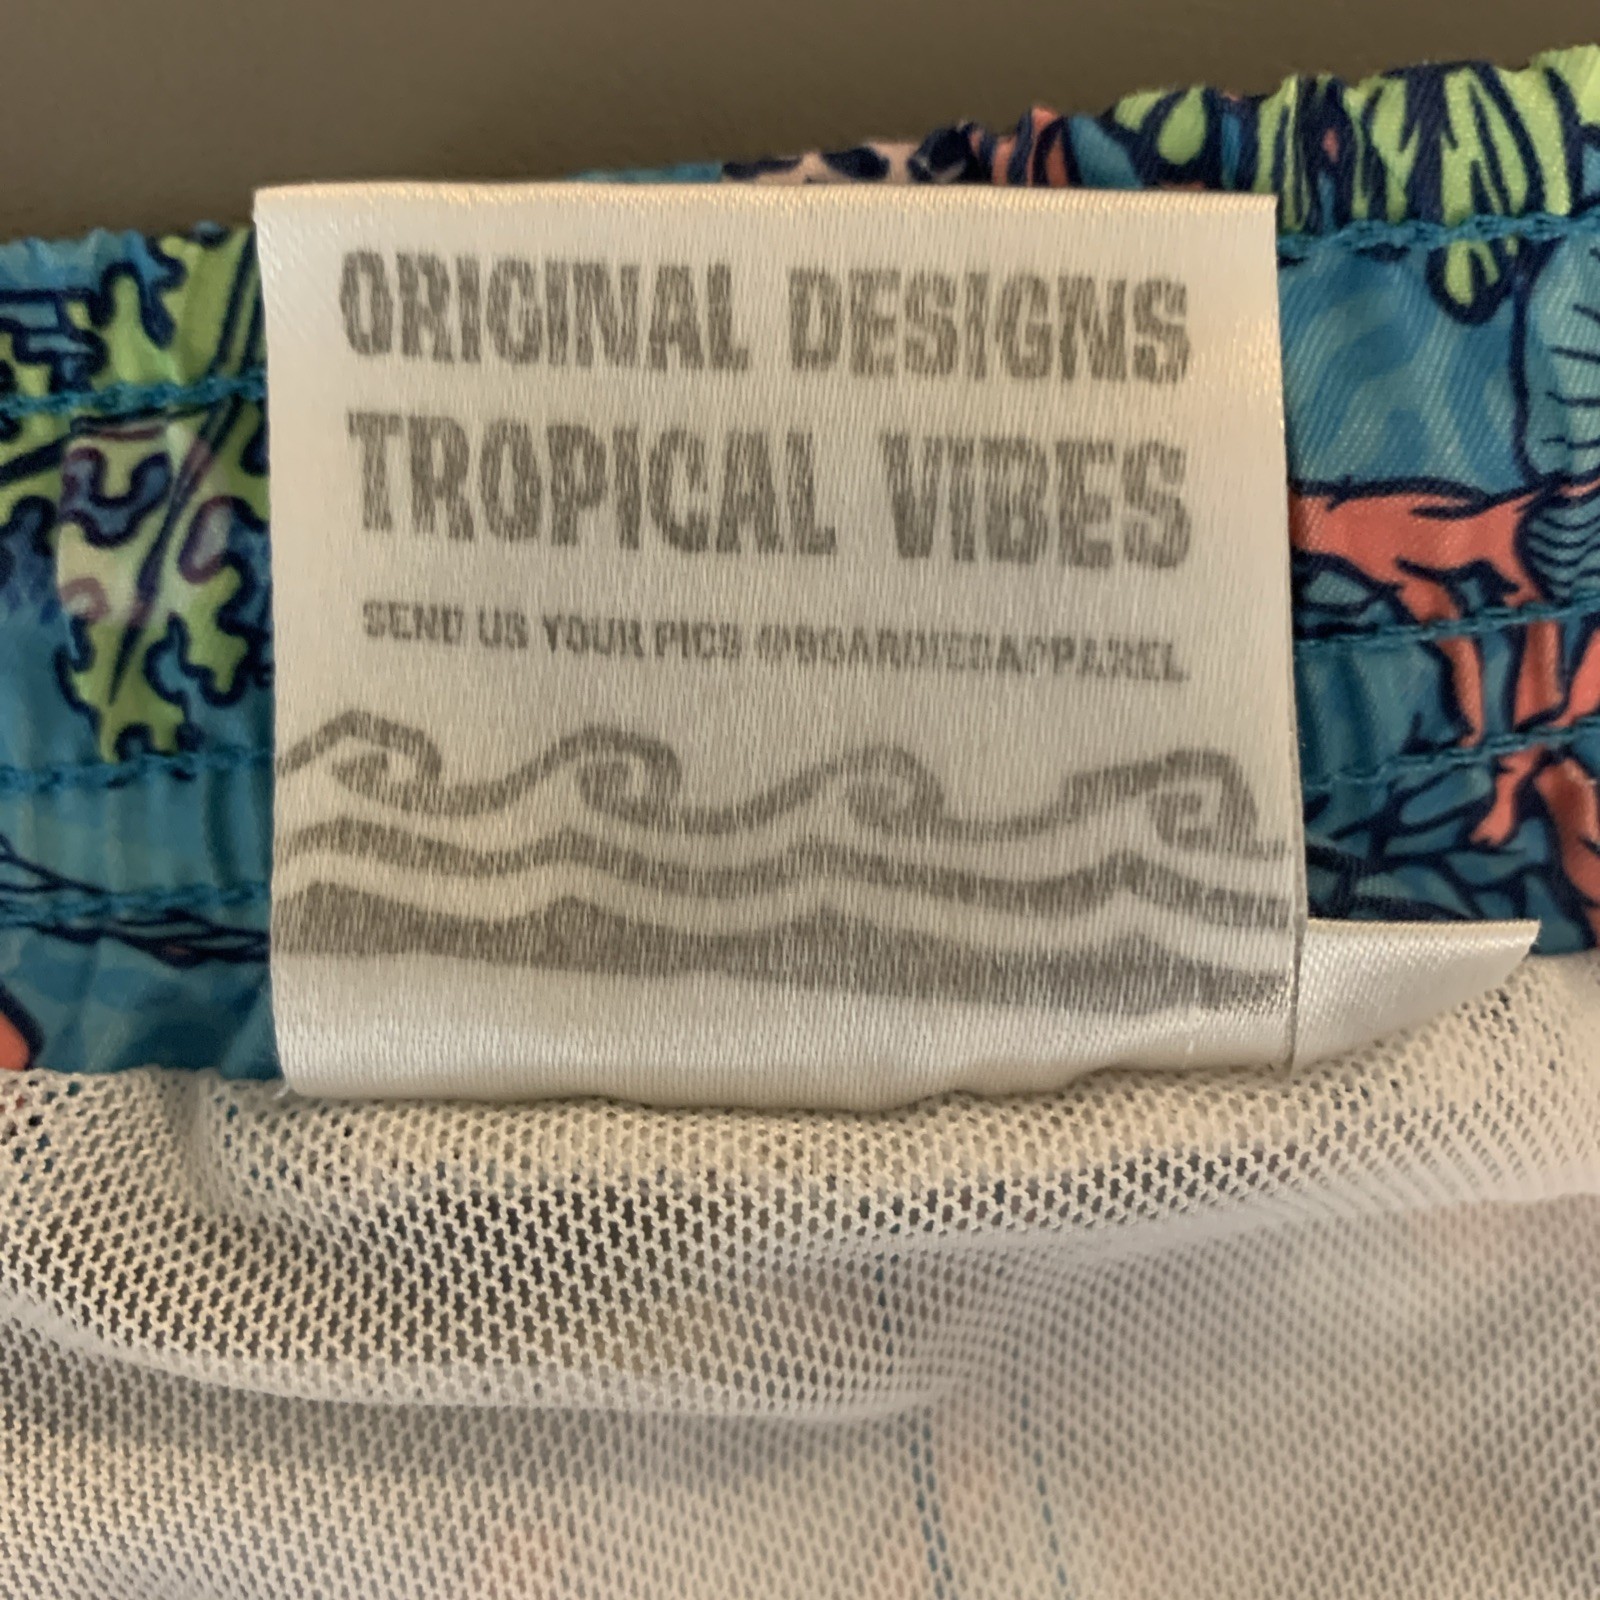 ORIGINAL DESIGNS
TROPICAL VIBES
SEND US YOUR PICS @BOARDIESAPPAREL